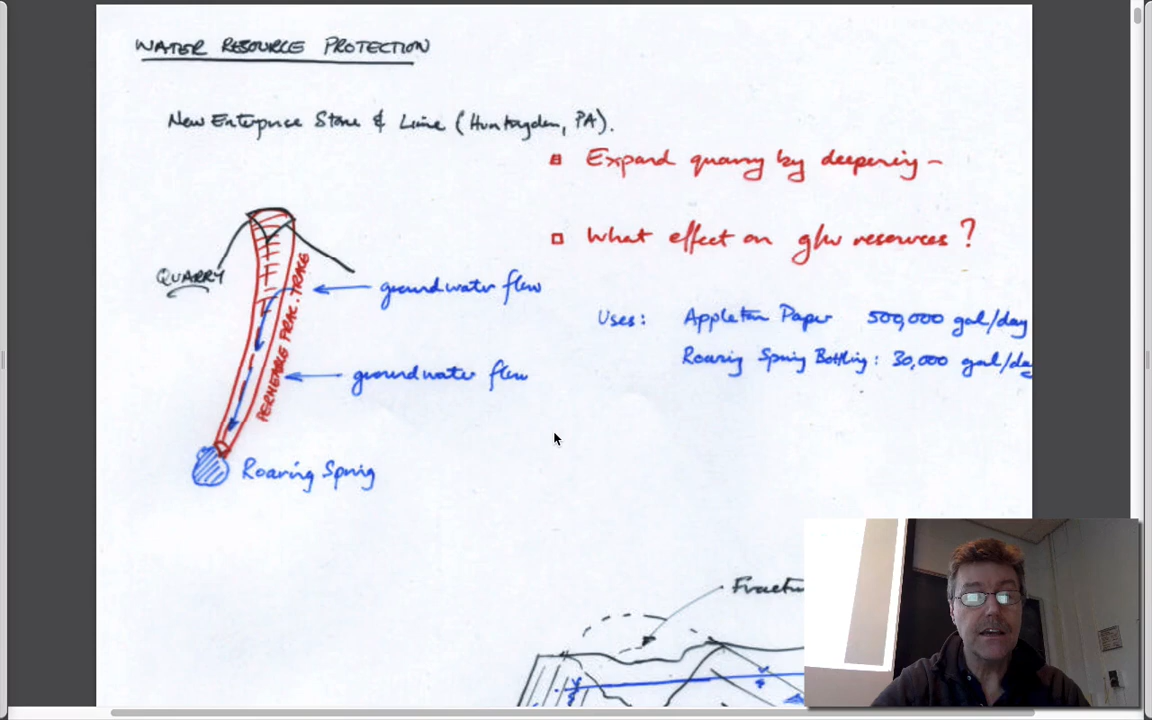 WATER RESOURCE PROTECTION
New Enterprise Stone & Lime (Huntingdon, PA).
Expand quarry by deepening –
What effect on g/w resources?
QUARRY
PERMEABLE FRAC. TRACE
groundwater flow
Uses: Appleton Paper 500,000 gal/day
Roaring Spring Bottling: 30,000 gal/day
groundwater flow
Roaring Spring
Fractu